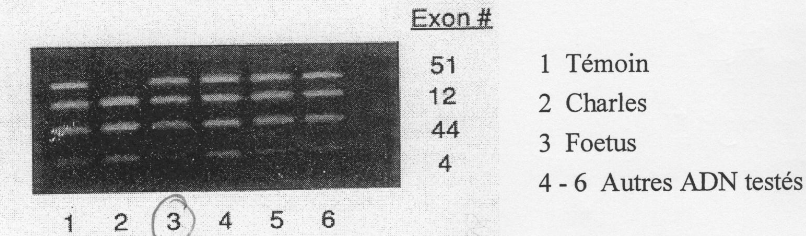 Exon #
51
12
44
4
1 2 3 4 5 6
1 Témoin
2 Charles
3 Foetus
4 - 6 Autres ADN testés